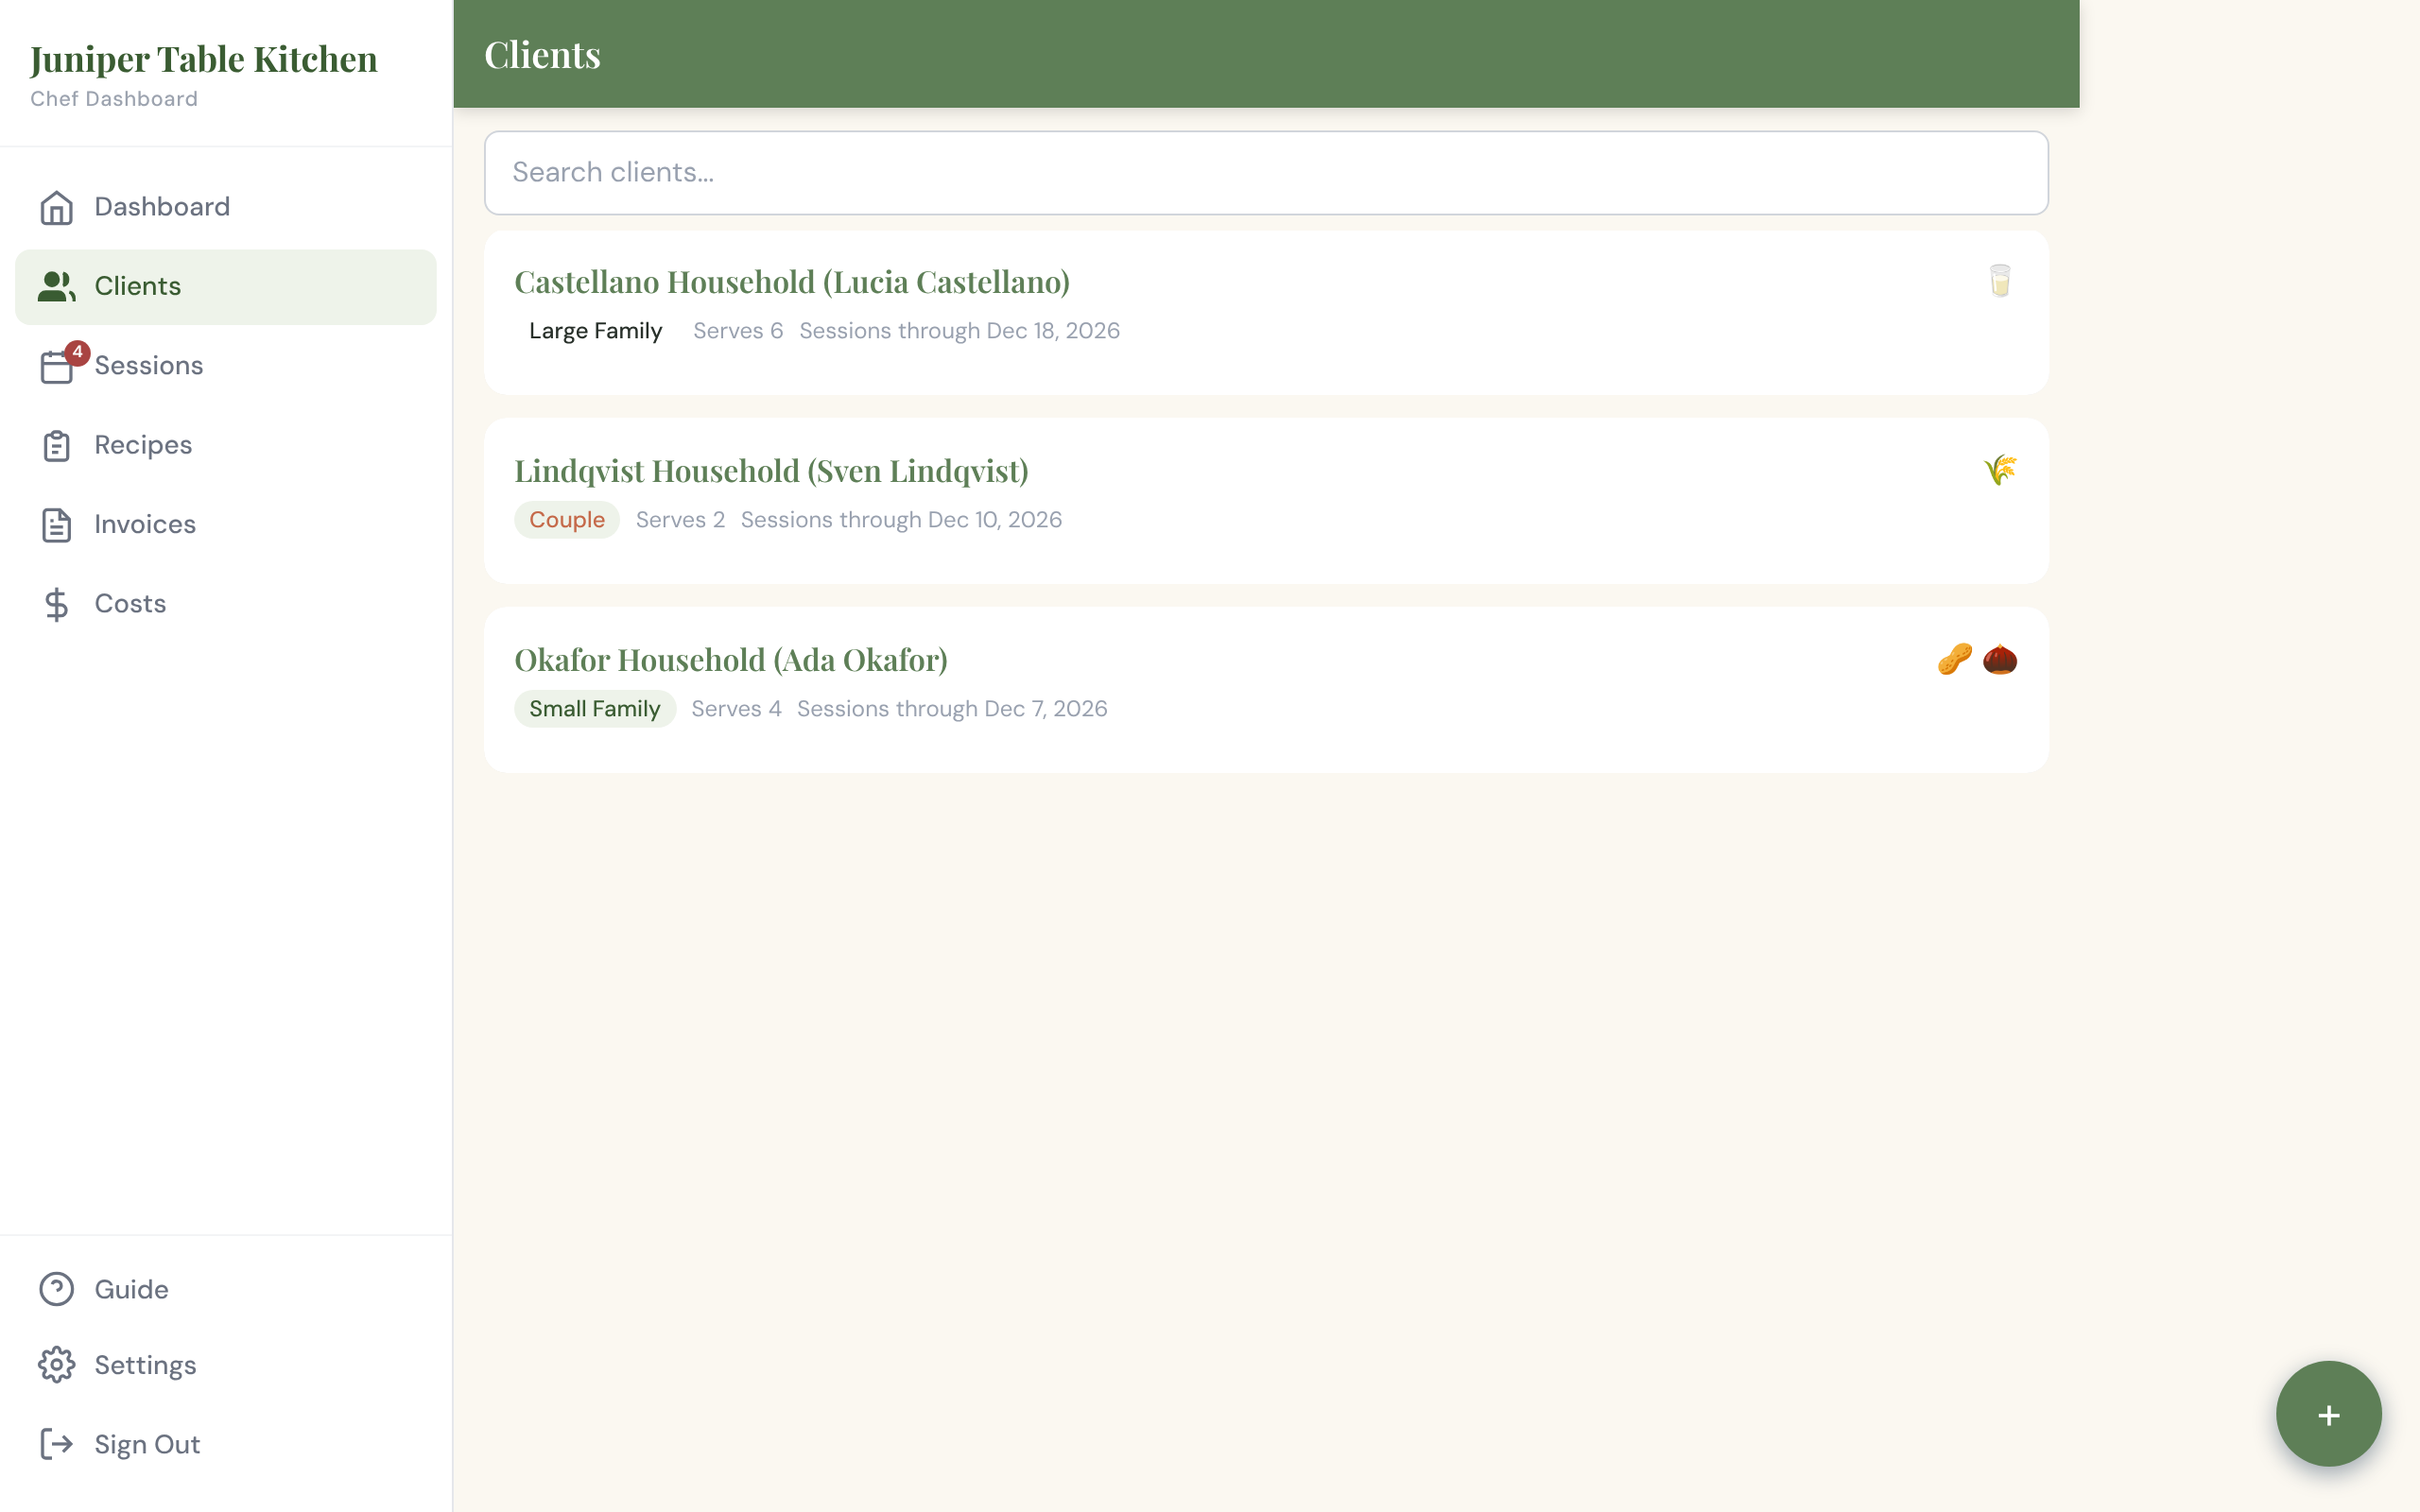 Juniper Table Kitchen
Chef Dashboard
Dashboard
Clients
4
Sessions
Recipes
Invoices
Costs
Guide
Settings
Sign Out
Clients
Search clients...
Castellano Household (Lucia Castellano)
Large Family Serves 6 Sessions through Dec 18, 2026
Lindqvist Household (Sven Lindqvist)
Couple Serves 2 Sessions through Dec 10, 2026
Okafor Household (Ada Okafor)
Small Family Serves 4 Sessions through Dec 7, 2026
+